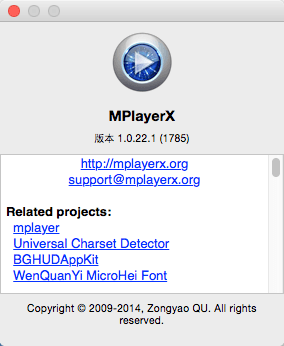 MPlayerX
版本 1.0.22.1 (1785)
http://mplayerx.org
support@mplayerx.org
Related projects:
mplayer
Universal Charset Detector
BGHUDAppKit
WenQuanYi MicroHei Font
Copyright © 2009-2014, Zongyao QU. All rights
reserved.